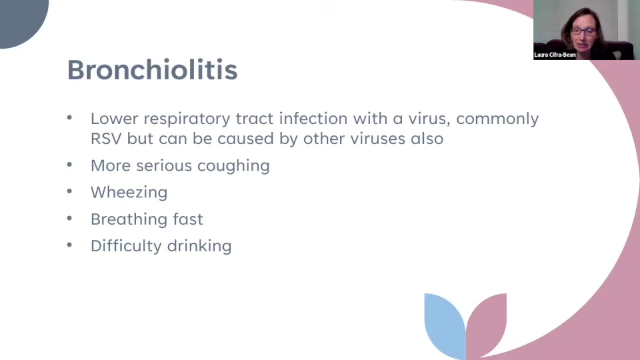 Laura Cifra-Bean
Bronchiolitis
• Lower respiratory tract infection with a virus, commonly
RSV but can be caused by other viruses also
• More serious coughing
• Wheezing
• Breathing fast
• Difficulty drinking